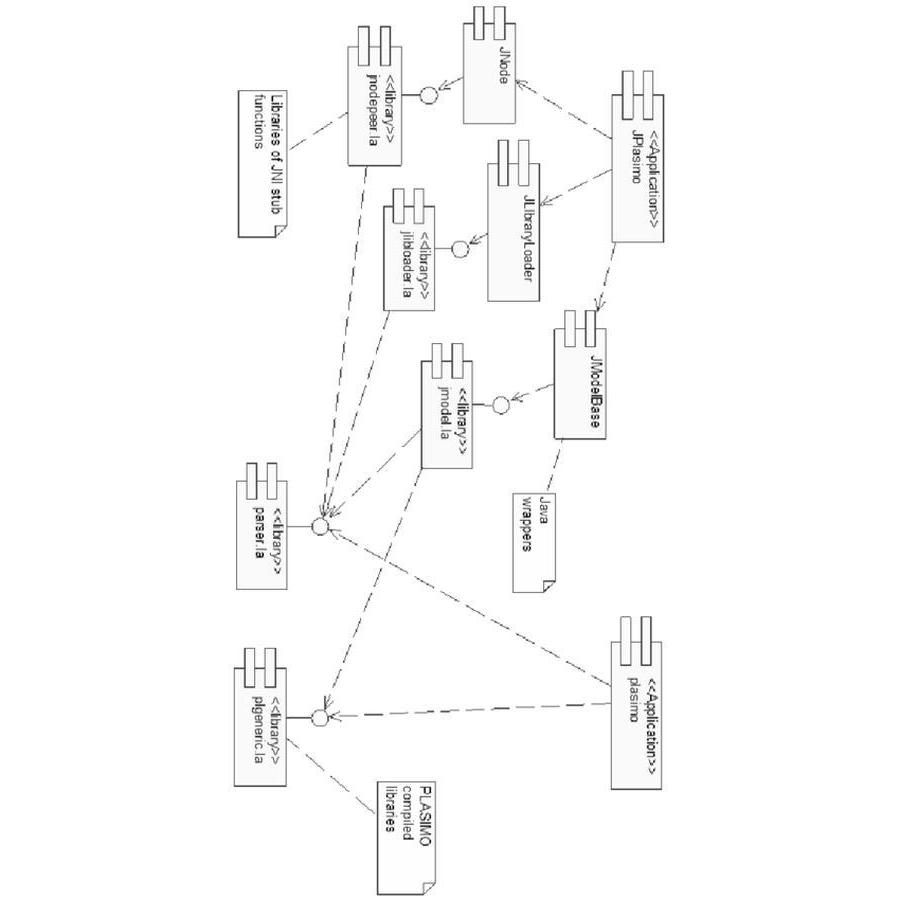 <<Application>>
JPlasimo
<<Application>>
plasimo
JModelBase
Java
wrappers
JLibraryLoader
JNode
<<library>>
jmodel.la
PLASIMO
compiled
libraries
<<library>>
jlibloader.la
<<library>>
jnodepeer.la
Libraries of JNI stub
functions
<<library>>
parser.la
<<library>>
plgeneric.la